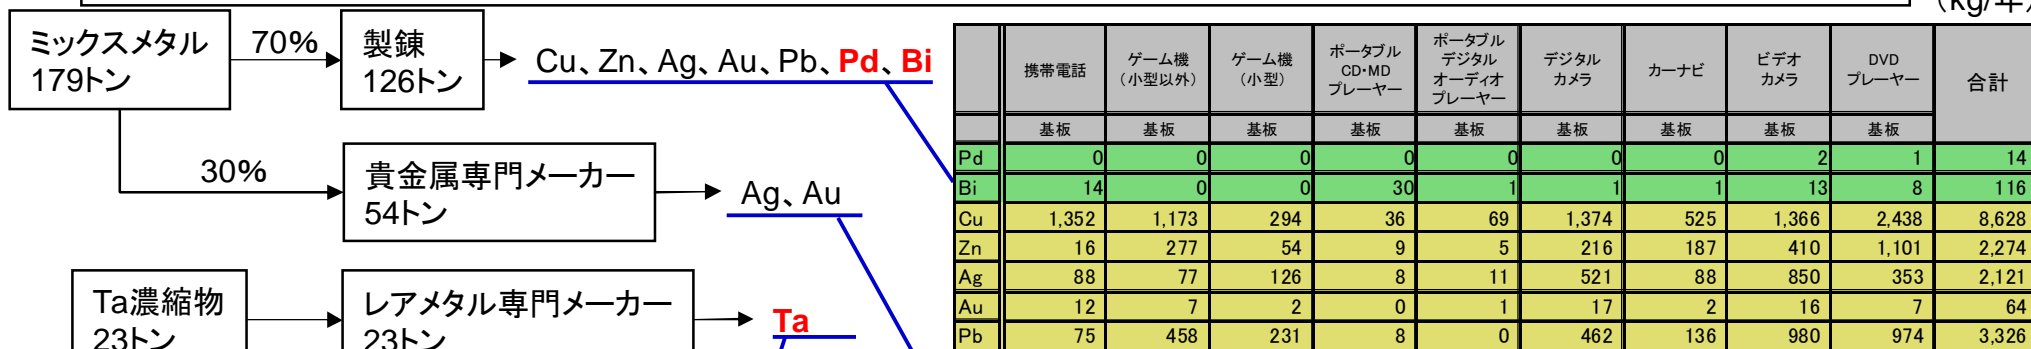 (kg/年)
ミックスメタル
179トン
70%
製錬
126トン
Cu、Zn、Ag、Au、Pb、Pd、Bi
30%
貴金属専門メーカー
54トン
Ag、Au
Ta濃縮物
23トン
レアメタル専門メーカー
23トン
Ta
携帯電話 ゲーム機(小型以外) ゲーム機(小型) ポータブルCD・MDプレーヤー ポータブルデジタルオーディオプレーヤー デジタルカメラ カーナビ ビデオカメラ DVDプレーヤー 合計
基板 基板 基板 基板 基板 基板 基板 基板 基板
Pd 0 0 0 0 0 0 0 2 1 14
Bi 14 0 0 30 1 1 1 13 8 116
Cu 1,352 1,173 294 36 69 1,374 525 1,366 2,438 8,628
Zn 16 277 54 9 5 216 187 410 1,101 2,274
Ag 88 77 126 8 11 521 88 850 353 2,121
Au 12 7 2 0 1 17 2 16 7 64
Pb 75 458 231 8 0 462 136 980 974 3,326